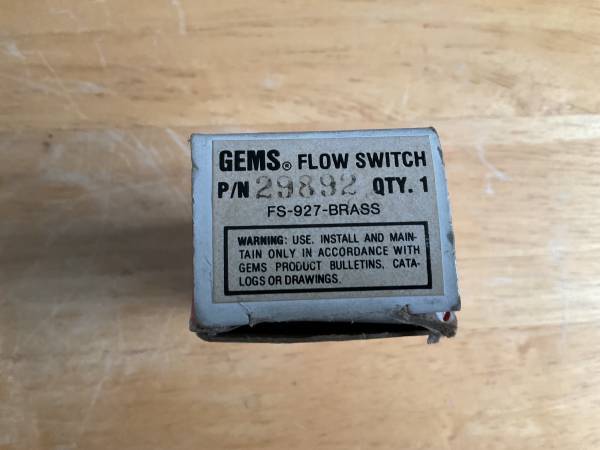 GEMS® FLOW SWITCH
P/N 29892 QTY. 1
FS-927-BRASS
WARNING: USE, INSTALL AND MAIN-
TAIN ONLY IN ACCORDANCE WITH
GEMS PRODUCT BULLETINS, CATA-
LOGS OR DRAWINGS.